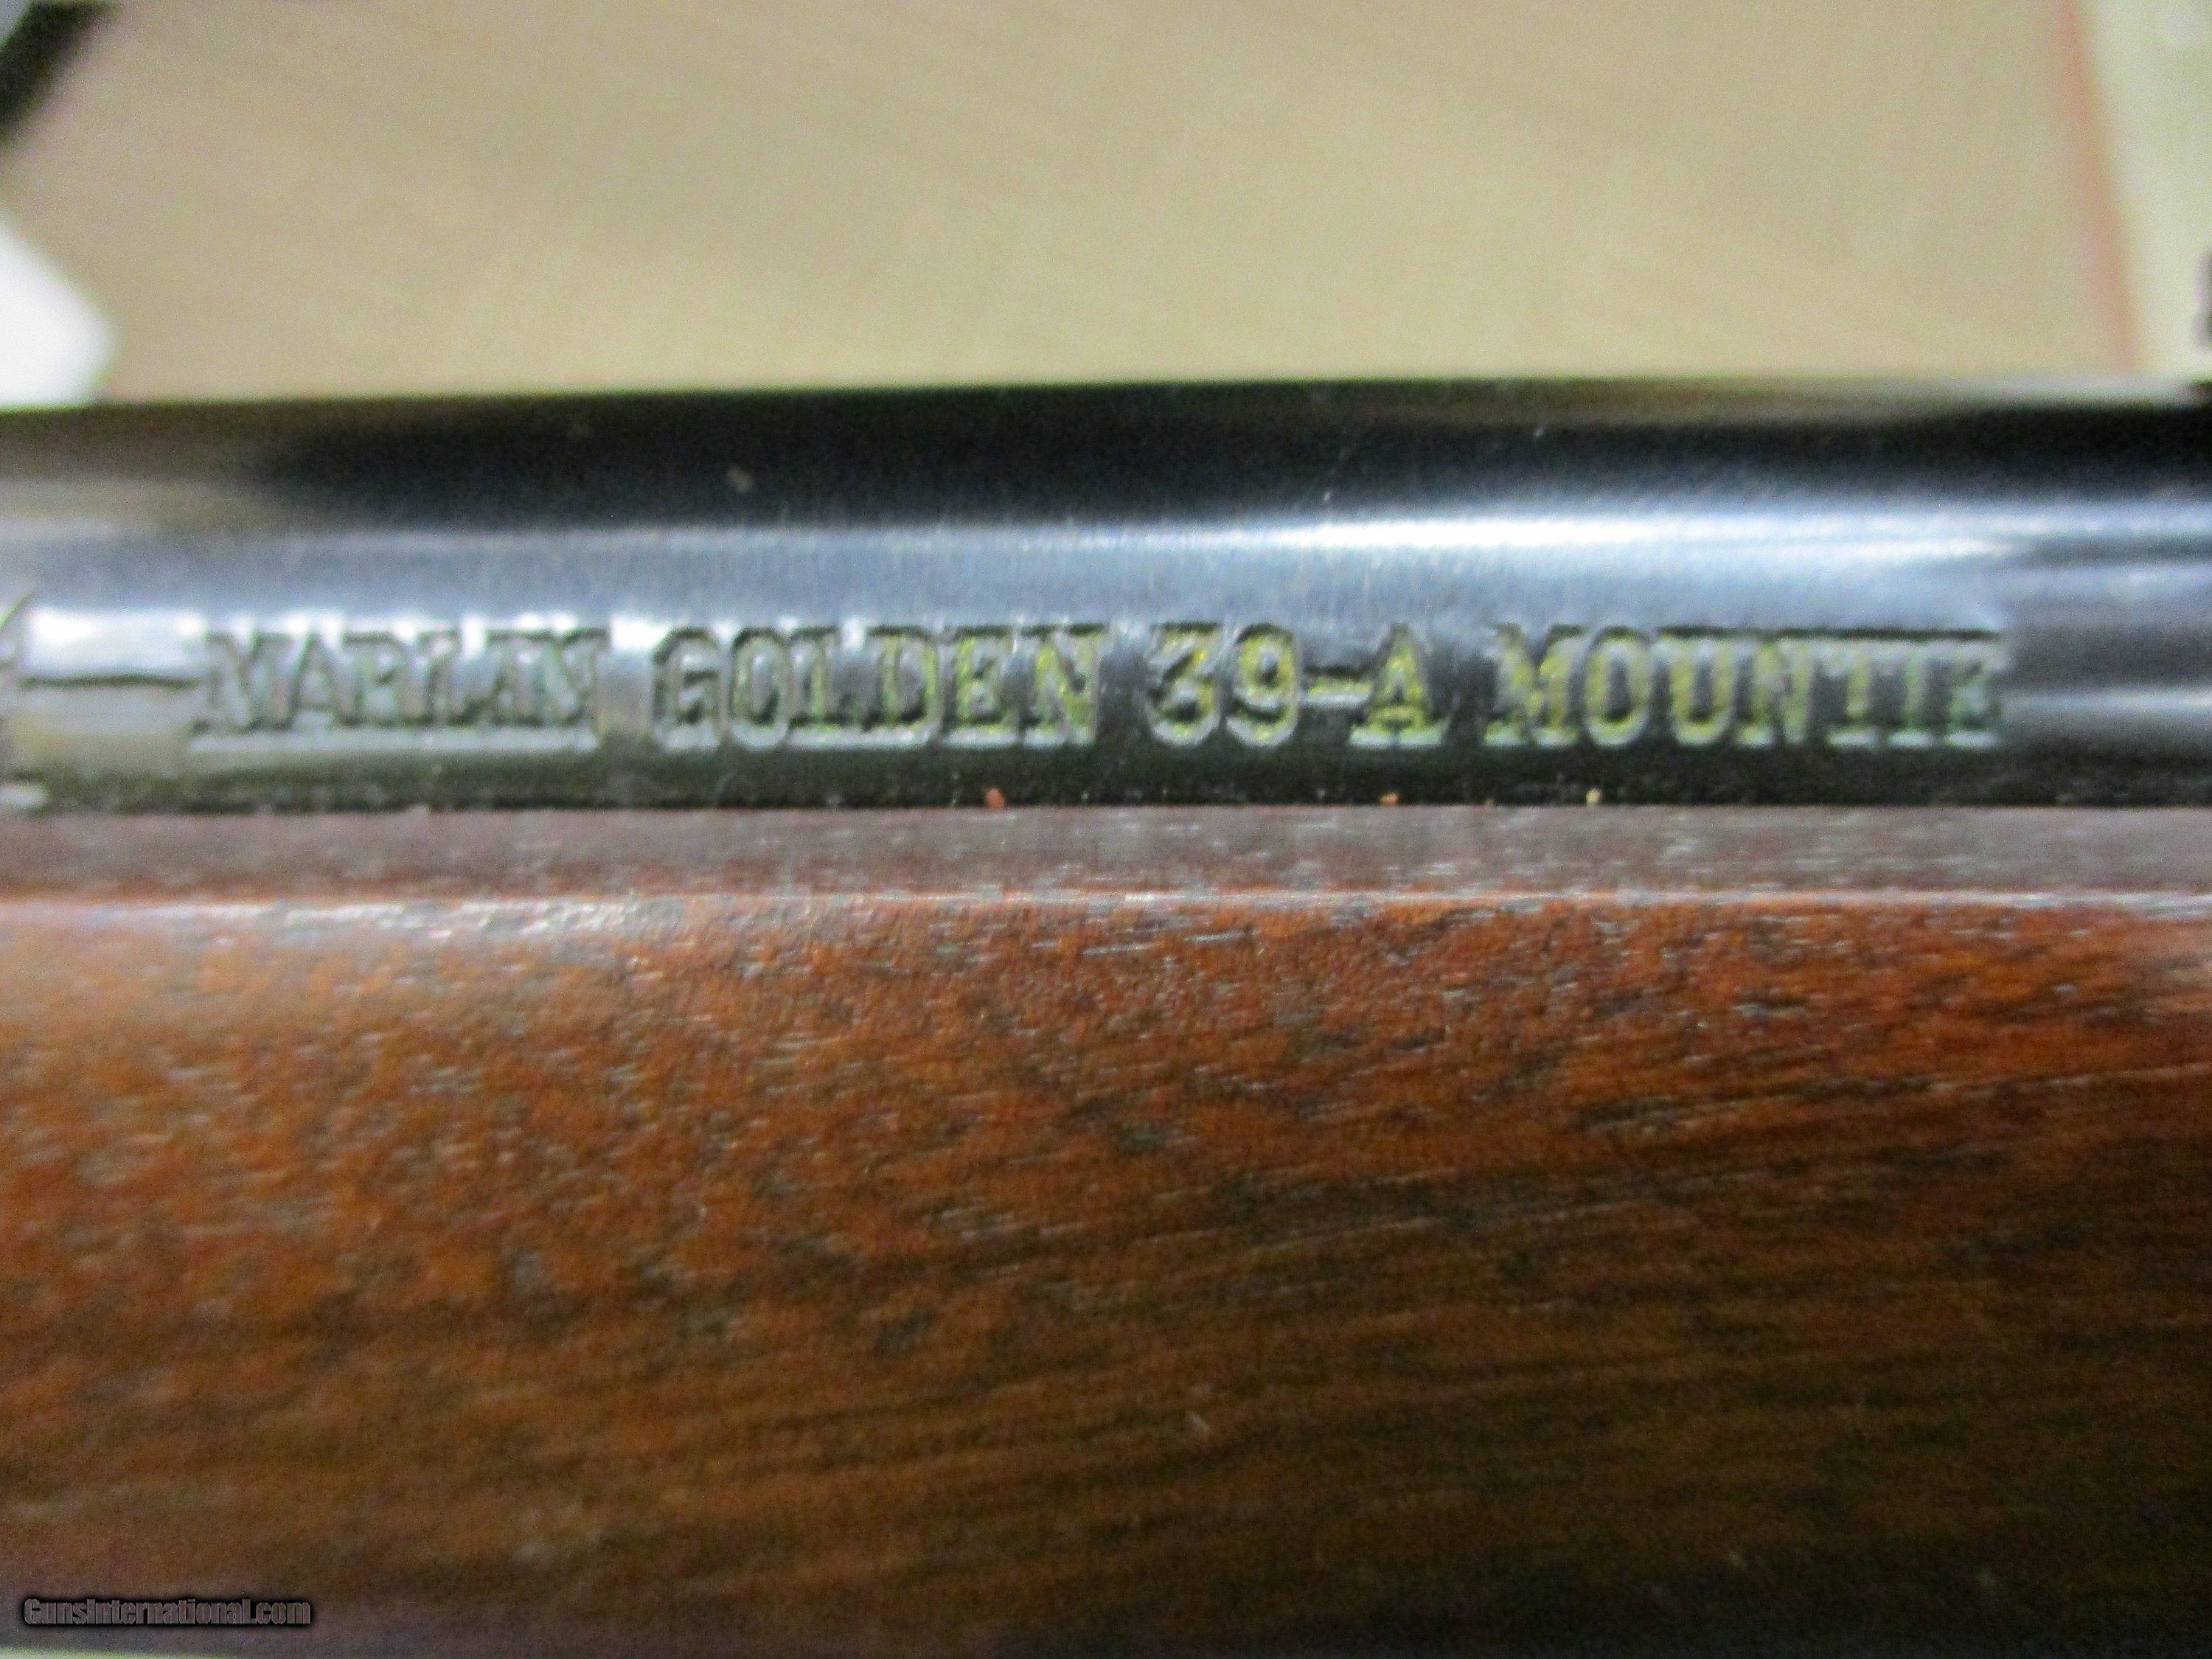 MARLIN GOLDEN 39-A MOUNTIE
GunsInternational.com